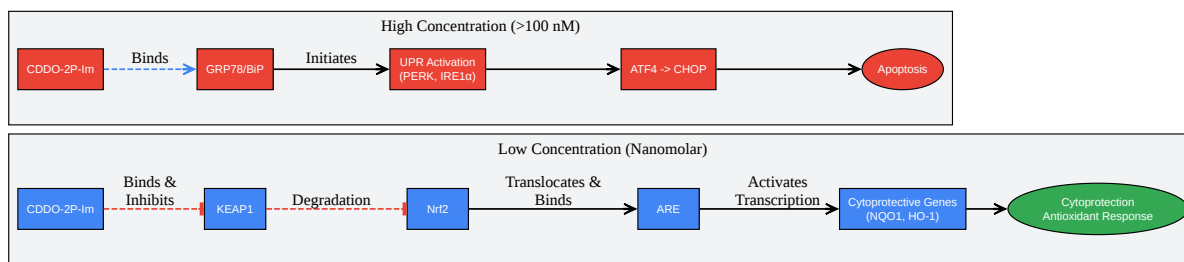 High Concentration (>100 nM)
CDDO-2P-Im
Binds
GRP78/BiP
Initiates
UPR Activation
(PERK, IRE1α)
ATF4 -> CHOP
Apoptosis
Low Concentration (Nanomolar)
CDDO-2P-Im
Binds &
Inhibits
KEAP1
Degradation
Nrf2
Translocates &
Binds
ARE
Activates
Transcription
Cytoprotective Genes
(NQO1, HO-1)
Cytoprotection
Antioxidant Response